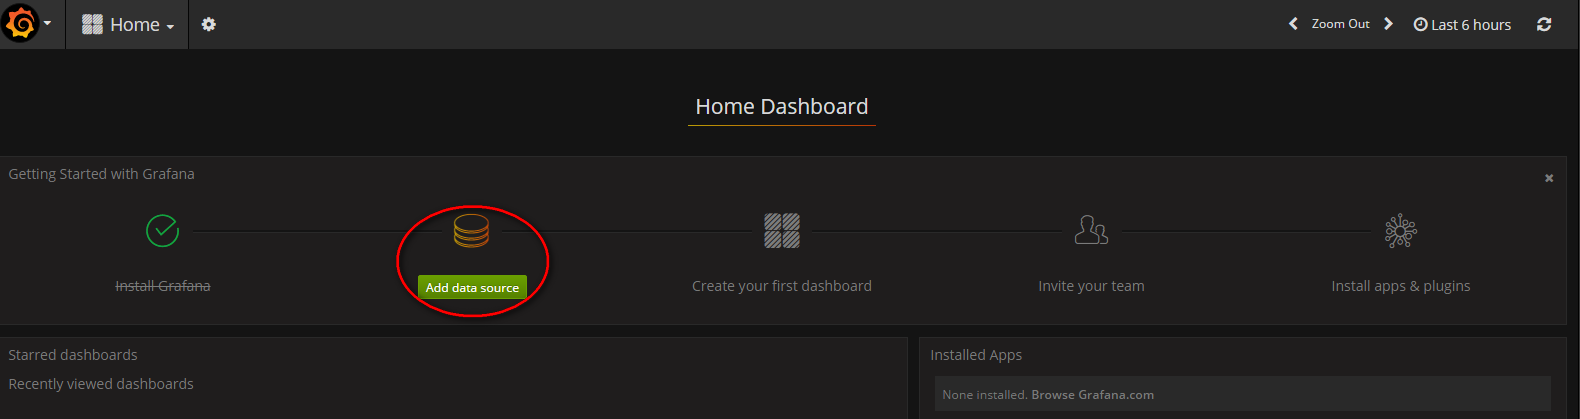 Home
Zoom Out
Last 6 hours
Home Dashboard
Getting Started with Grafana
Install Grafana
Add data source
Create your first dashboard
Invite your team
Install apps & plugins
Starred dashboards
Recently viewed dashboards
Installed Apps
None installed. Browse Grafana.com